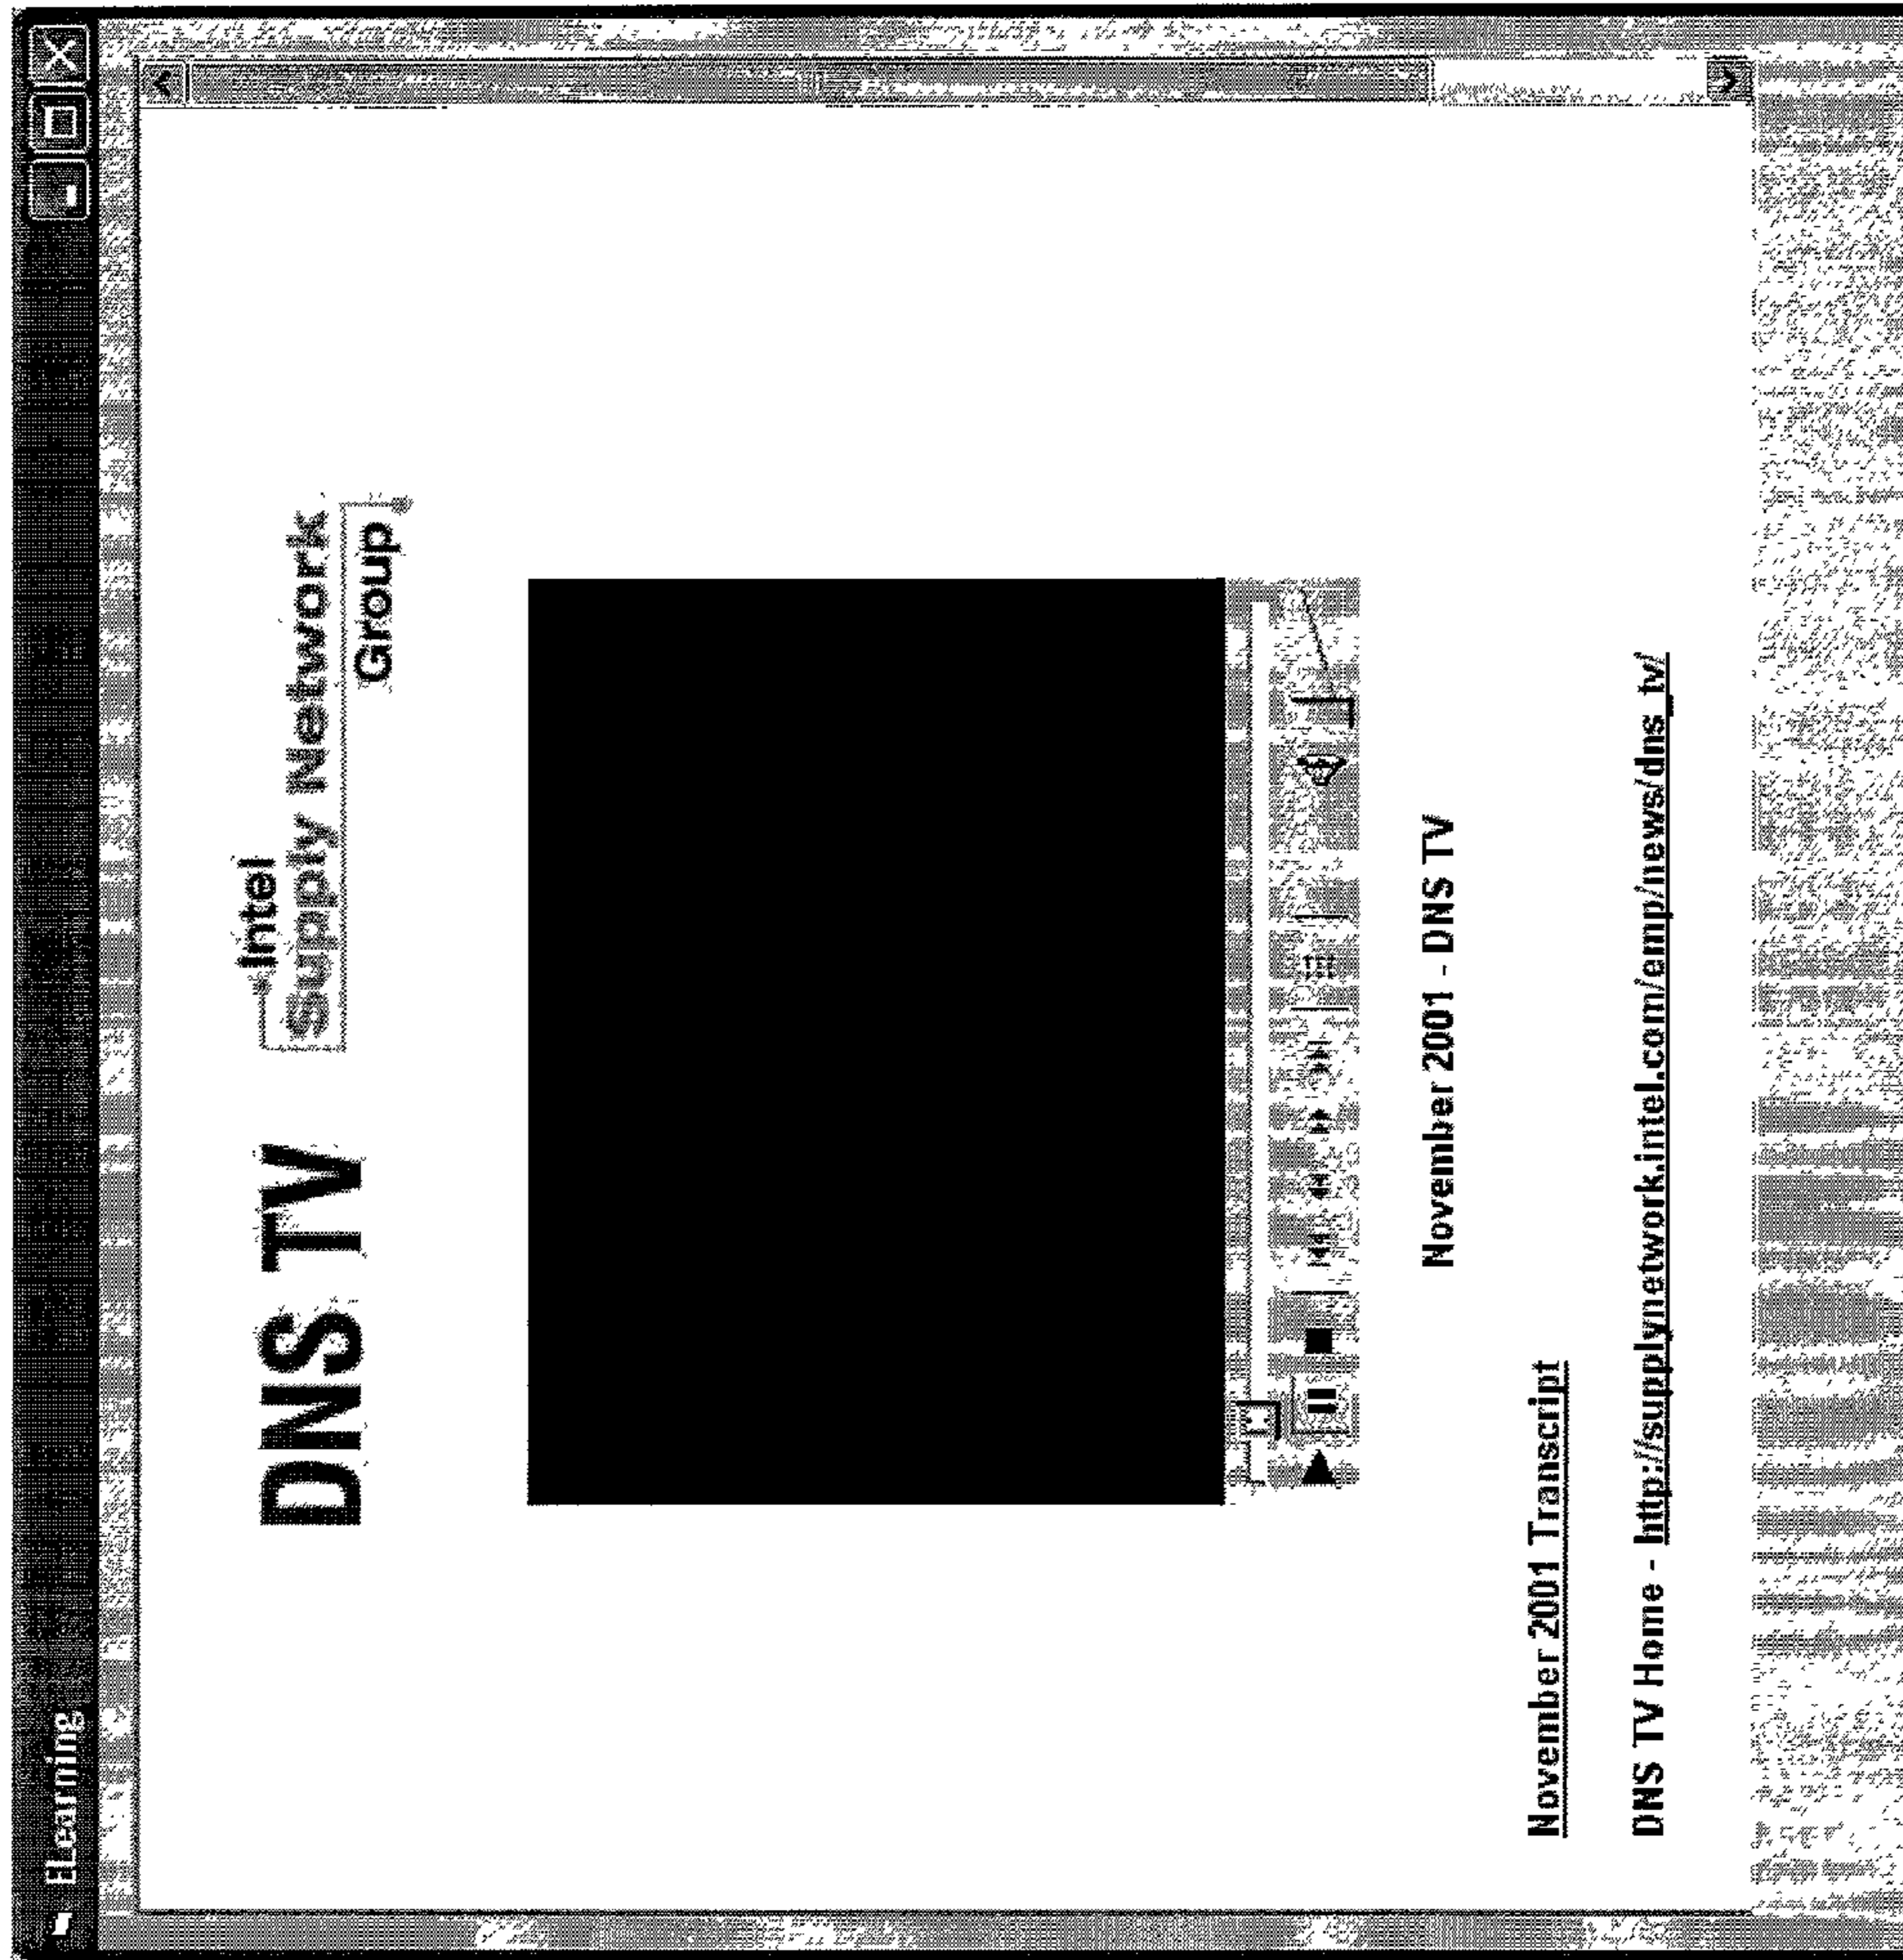 ELearning
DNS TV
Intel
Supply Network
Group
November 2001 - DNS TV
November 2001 Transcript
DNS TV Home - http://supplynetwork.intel.com/emp/news/dns_tv/